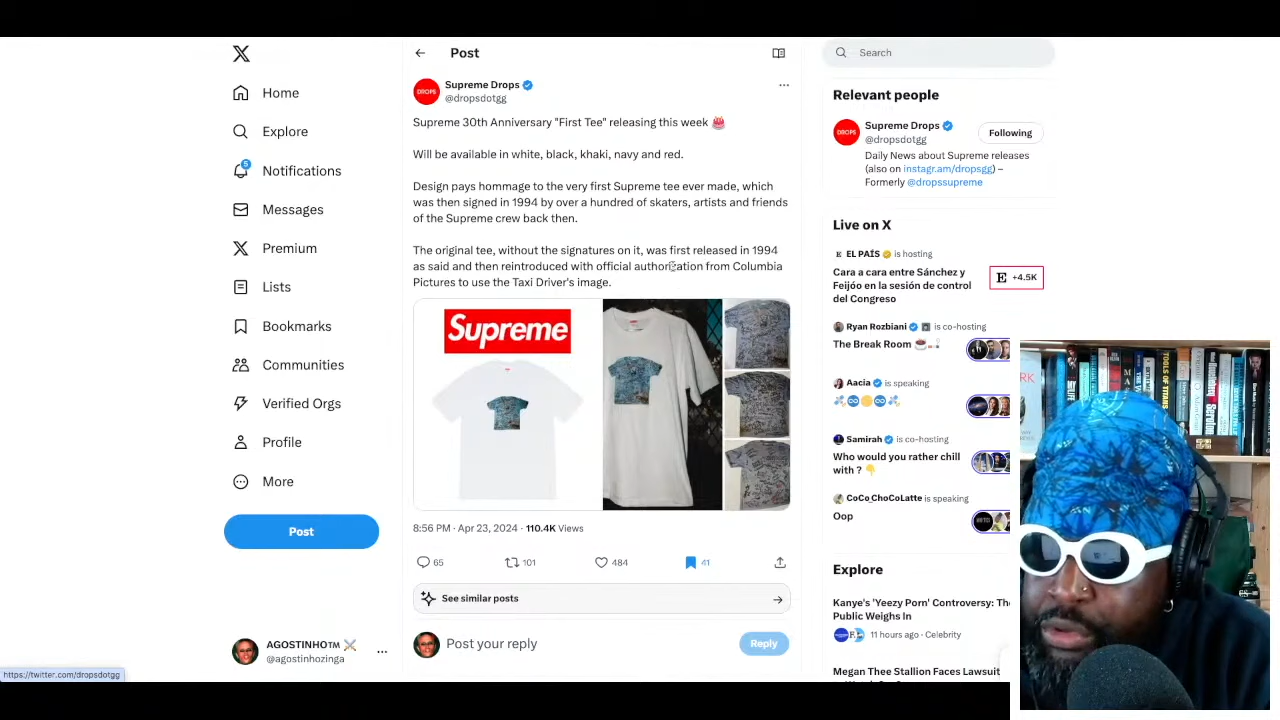 Home
Explore
5
Notifications
Messages
Premium
Lists
Bookmarks
Communities
Verified Orgs
Profile
More
Post
AGOSTINHO™
@agostinhozinga
https://twitter.com/dropsdotgg
Post
DROPS
Supreme Drops
@dropsdotgg
Supreme 30th Anniversary "First Tee" releasing this week
Will be available in white, black, khaki, navy and red.
Design pays hommage to the very first Supreme tee ever made, which
was then signed in 1994 by over a hundred of skaters, artists and friends
of the Supreme crew back then.
The original tee, without the signatures on it, was first released in 1994
as said and then reintroduced with official authorization from Columbia
Pictures to use the Taxi Driver's image.
Supreme
8:56 PM · Apr 23, 2024 · 110.4K Views
65
101
484
41
See similar posts
Post your reply
Reply
Search
Relevant people
DROPS
Supreme Drops
@dropsdotgg
Following
Daily News about Supreme releases
(also on instagr.am/dropsgg) –
Formerly @dropssupreme
Live on X
E EL PAÍS is hosting
Cara a cara entre Sánchez y
Feijóo en la sesión de control
del Congreso
E +4.5K
Ryan Rozbiani is co-hosting
The Break Room
Aacia is speaking
Samirah is co-hosting
Who would you rather chill
with ?
CoCo_ChoCoLatte is speaking
Oop
Explore
Kanye's 'Yeezy Porn' Controversy: The
Public Weighs In
11 hours ago · Celebrity
Megan Thee Stallion Faces Lawsuit
TOOLS OF TITANS